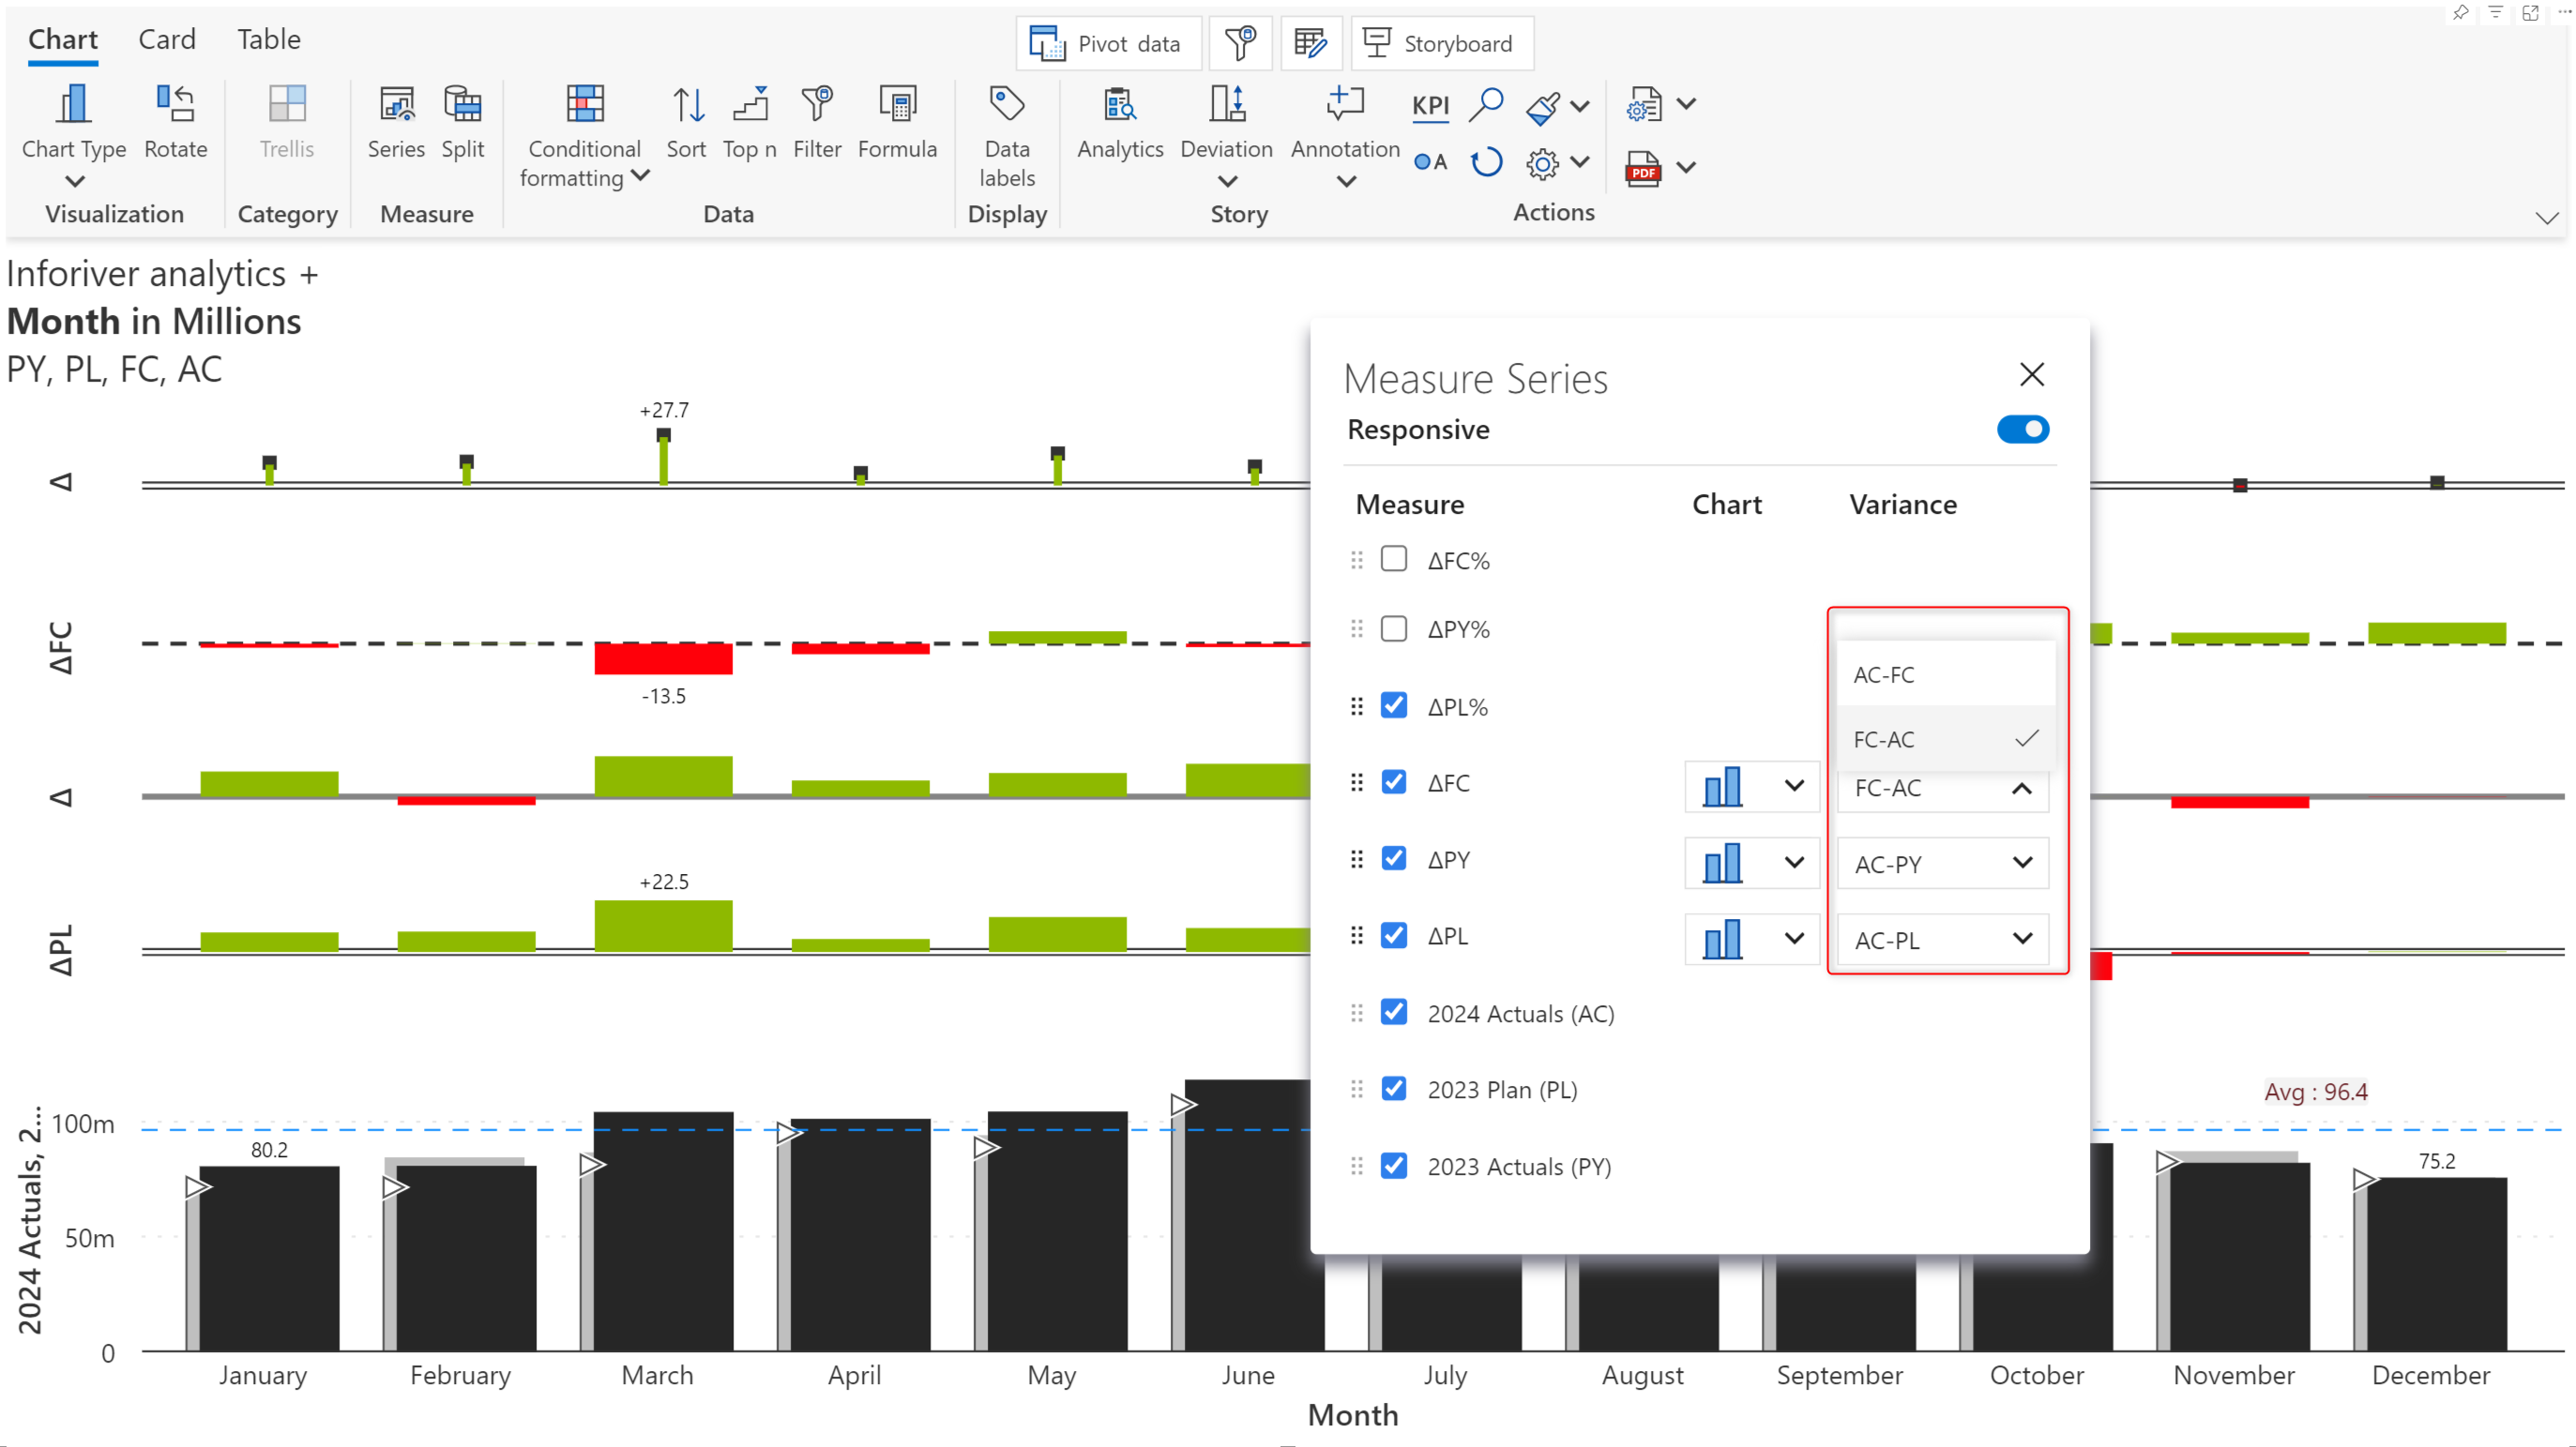 Chart Card Table
Pivot data
Storyboard
Chart Type
Rotate
Visualization
Trellis
Category
Series
Split
Measure
Conditional
formatting
Sort
Top n
Filter
Formula
Data
Data
labels
Display
Analytics
Deviation
Annotation
Story
KPI
A
Actions
PDF
Inforiver analytics +
Month in Millions
PY, PL, FC, AC
Δ
+27.7
ΔFC
-13.5
Δ
ΔPL
+22.5
Measure Series
Responsive
Measure Chart Variance
ΔFC%
ΔPY%
ΔPL%
ΔFC
ΔPY
ΔPL
AC-FC
FC-AC
FC-AC
AC-PY
AC-PL
2024 Actuals (AC)
2023 Plan (PL)
2023 Actuals (PY)
2024 Actuals, 2...
100m
50m
0
80.2
Avg : 96.4
75.2
January February March April May June July August September October November December
Month